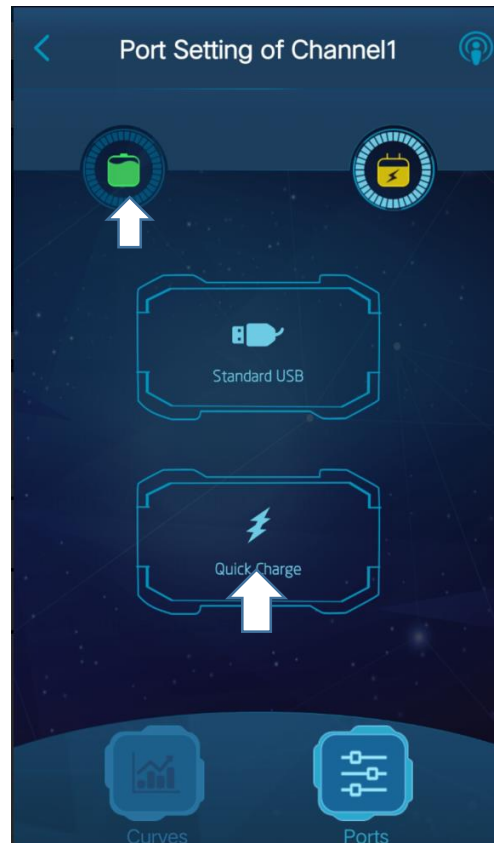 Port Setting of Channel1
Standard USB
Quick Charge
Curves
Ports